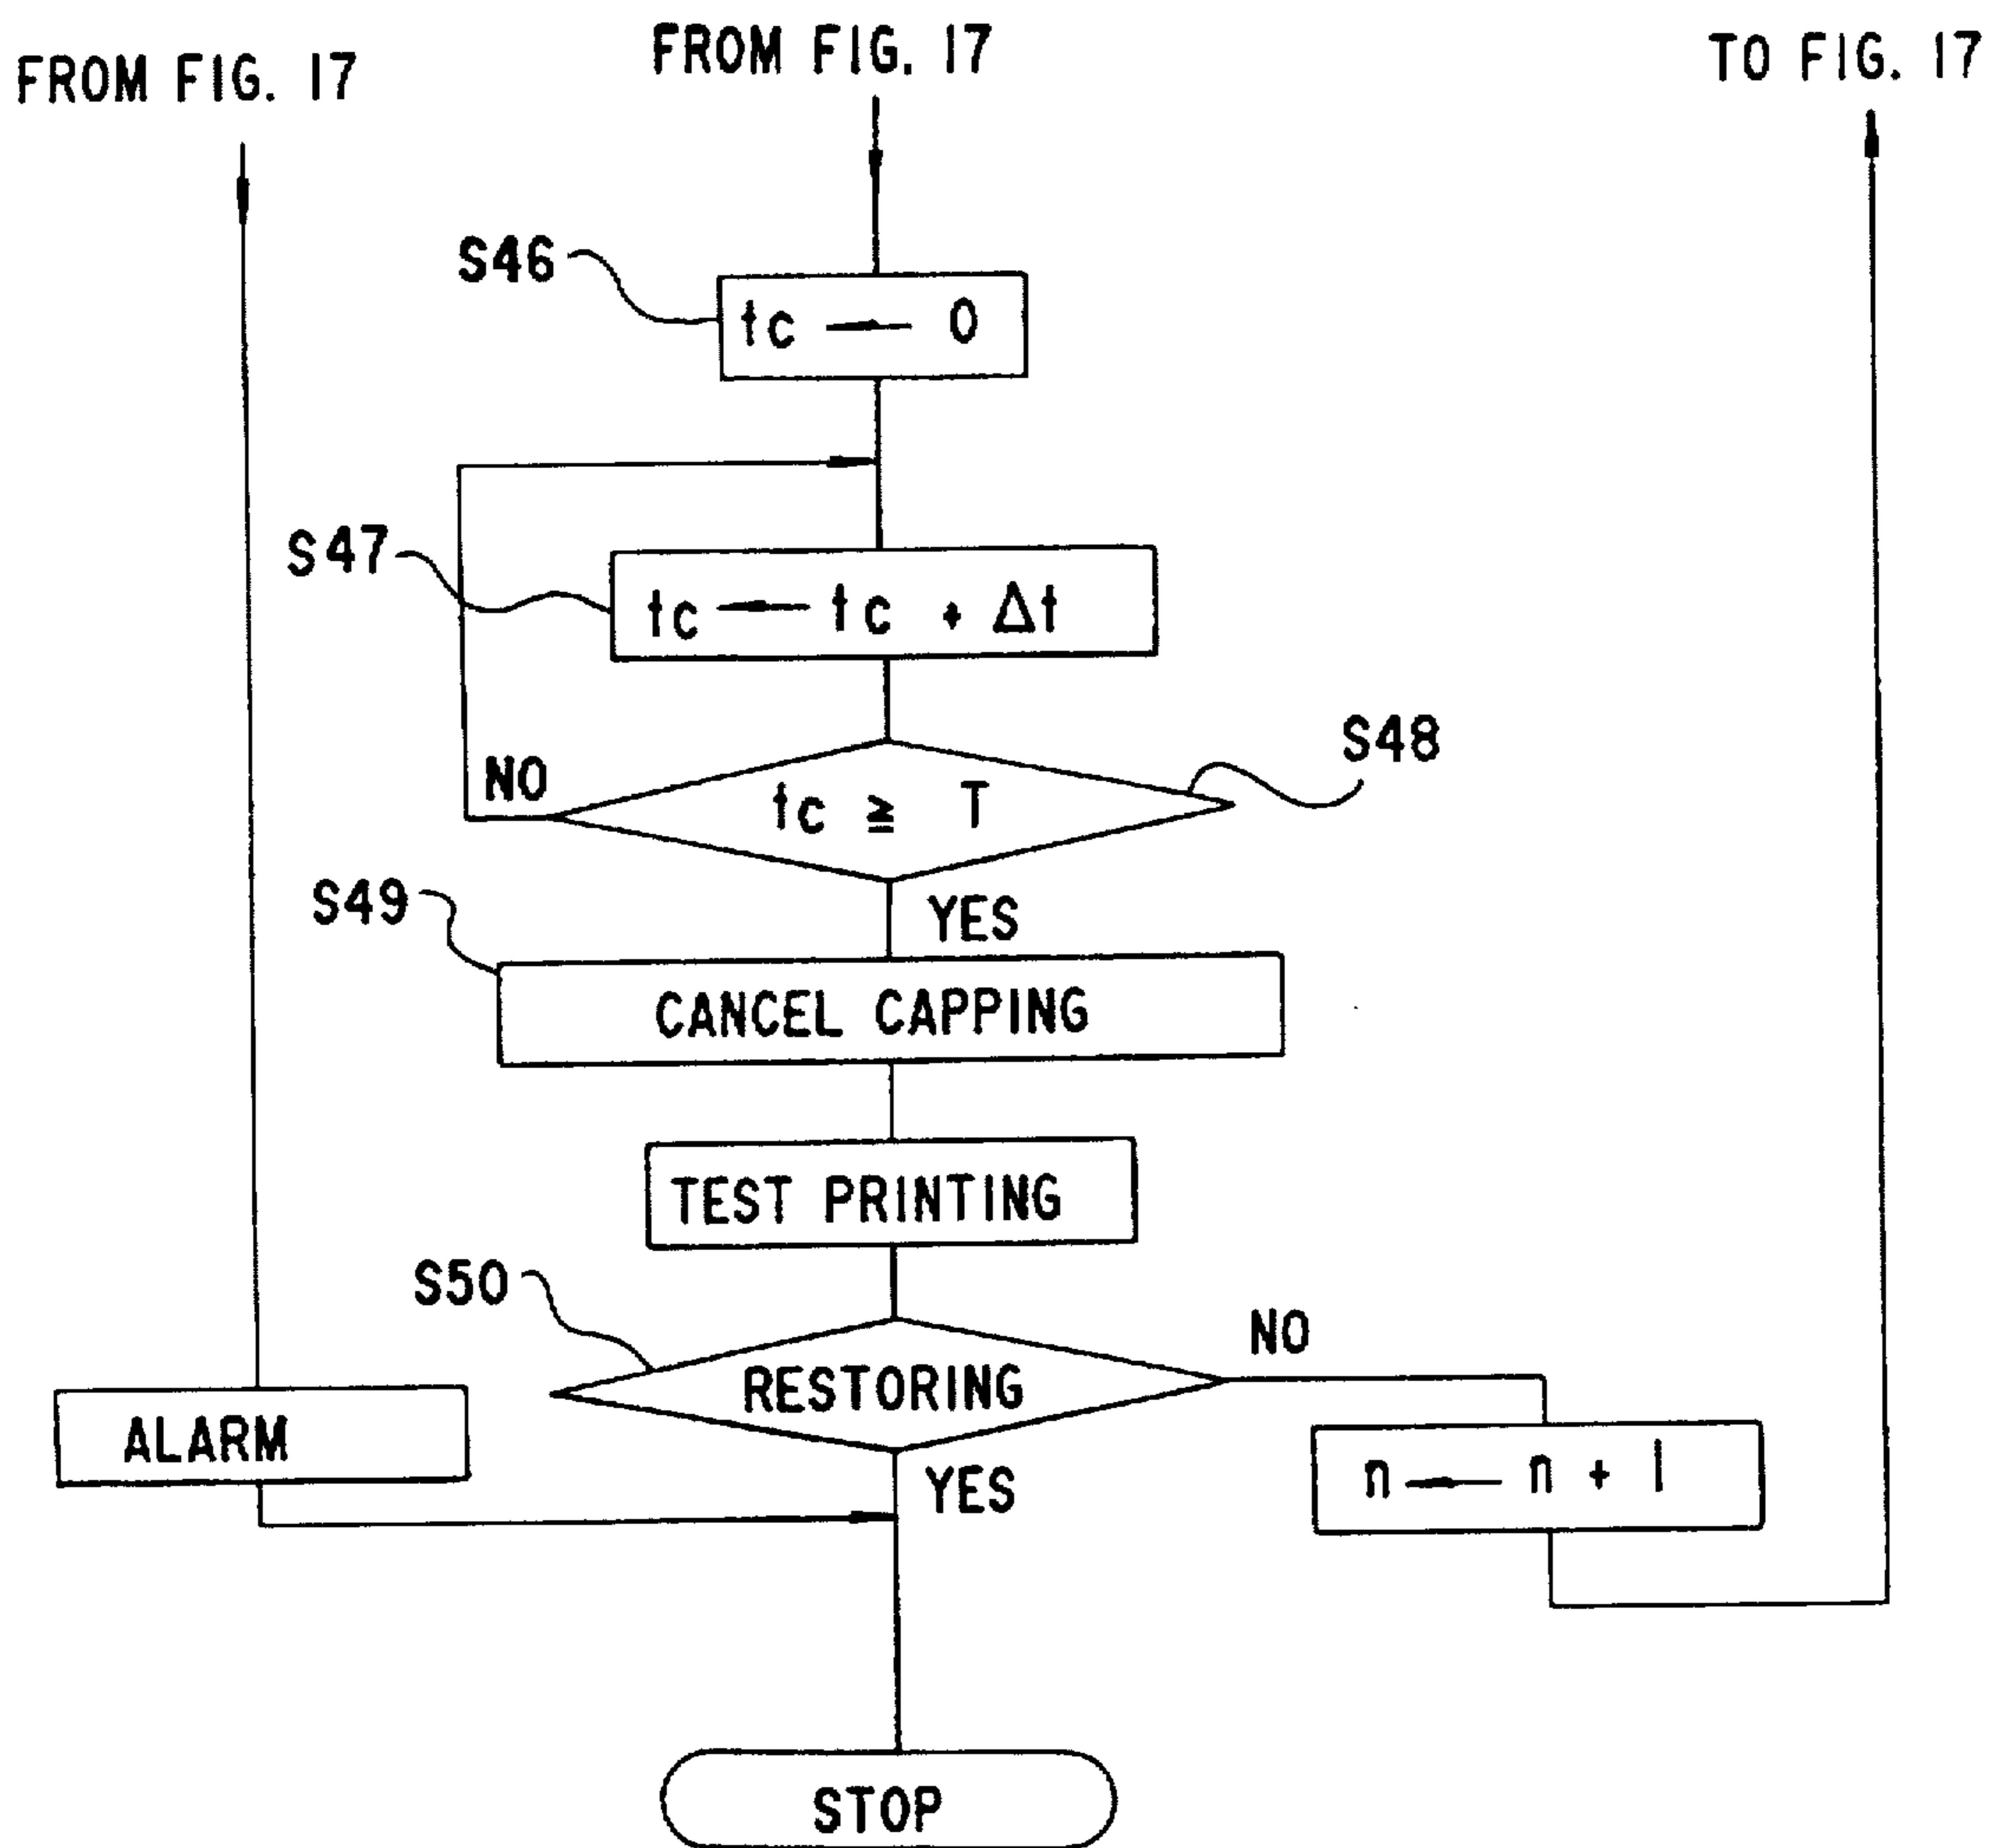 FROM FIG. 17
FROM FIG. 17
TO FIG. 17
S46
tc ← 0
S47
tc ← tc + Δt
S48
NO
tc ≧ T
S49
YES
CANCEL CAPPING
TEST PRINTING
S50
NO
RESTORING
ALARM
YES
n ← n + 1
STOP